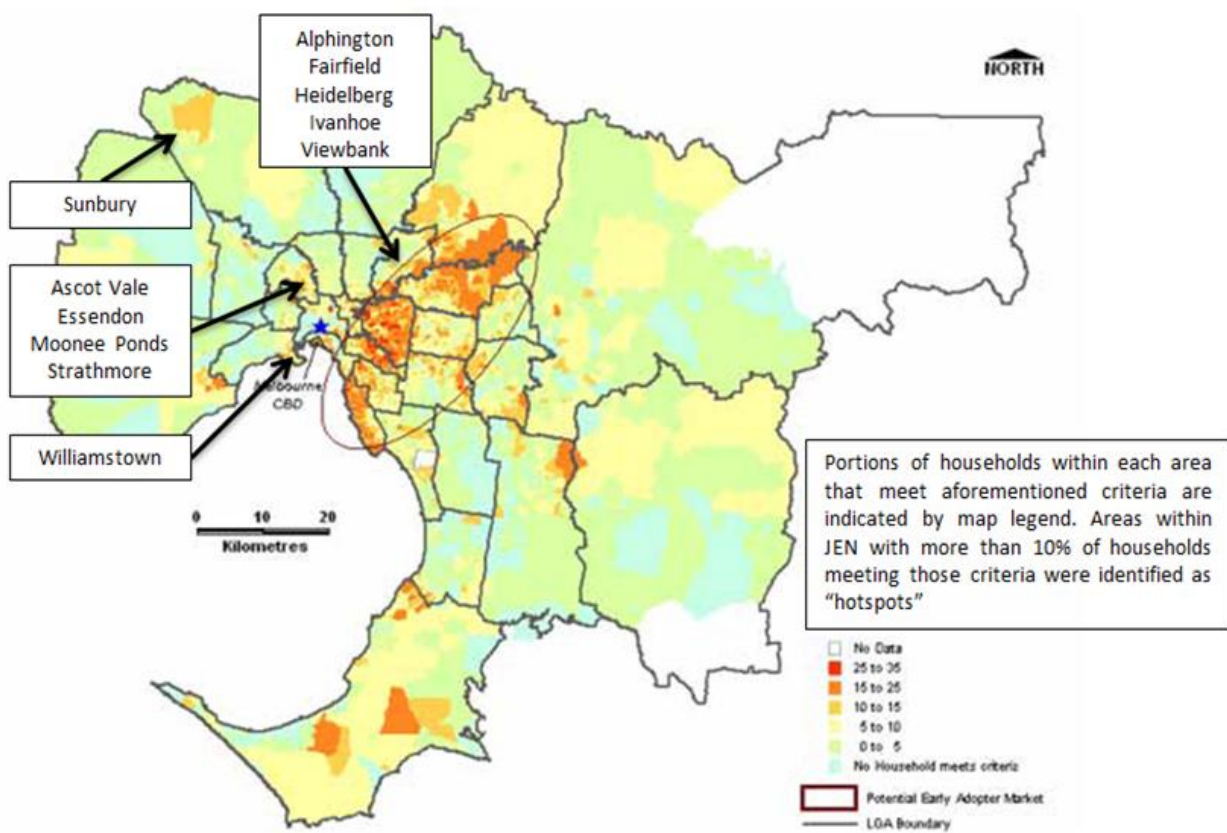 Alphington
Fairfield
Heidelberg
Ivanhoe
Viewbank
NORTH
Sunbury
Ascot Vale
Essendon
Moonee Ponds
Strathmore
Melbourne
CBD
Williamstown
0 10 20
Kilometres
Portions of households within each area
that meet aforementioned criteria are
indicated by map legend. Areas within
JEN with more than 10% of households
meeting those criteria were identified as
“hotspots”
No Data
25 to 35
15 to 25
10 to 15
5 to 10
0 to 5
No Household meets criteria
Potential Early Adopter Market
LGA Boundary